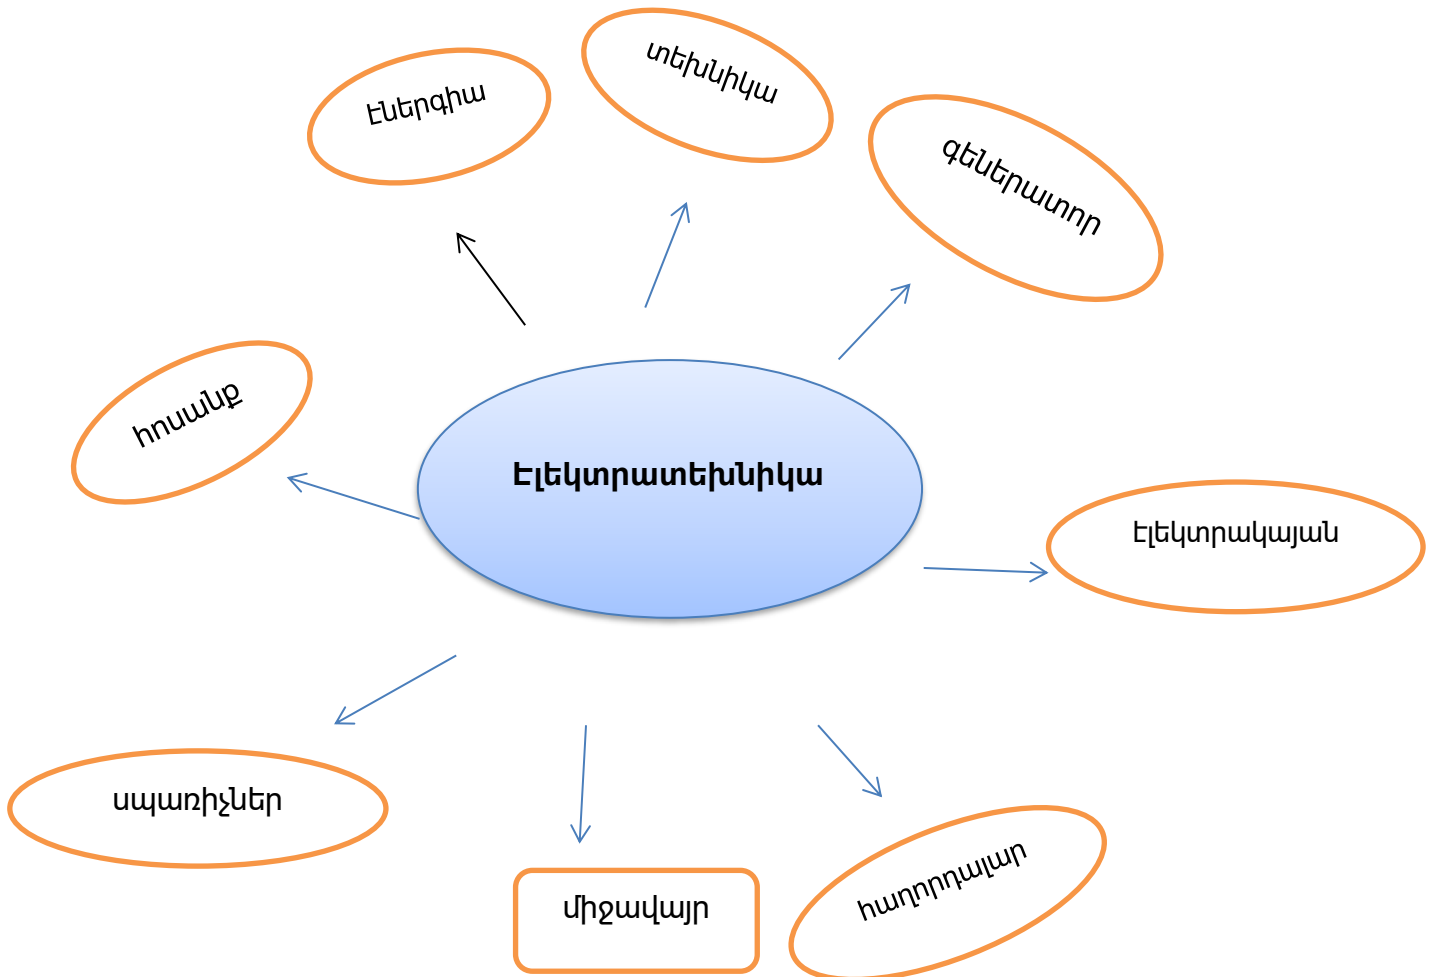 էներգիա
տեխնիկա
գեներատոր
հոսանք
Էլեկտրատեխնիկա
էլեկտրակայան
սպառիչներ
միջավայր
հաղորդալար